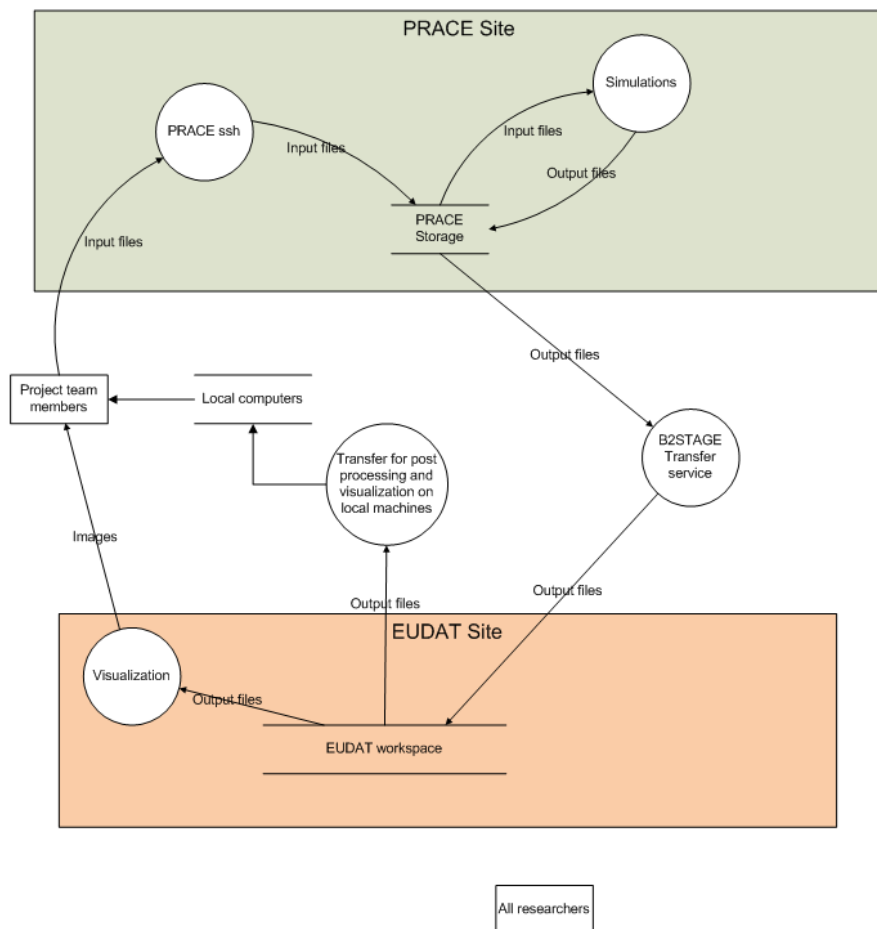 PRACE Site
Simulations
PRACE ssh
Input files
Input files
Output files
PRACE
Storage
Input files
Output files
Project team
members
Local computers
B2STAGE
Transfer
service
Transfer for post
processing and
visualization on
local machines
Images
Output files
Output files
EUDAT Site
Visualization
Output files
EUDAT workspace
All researchers